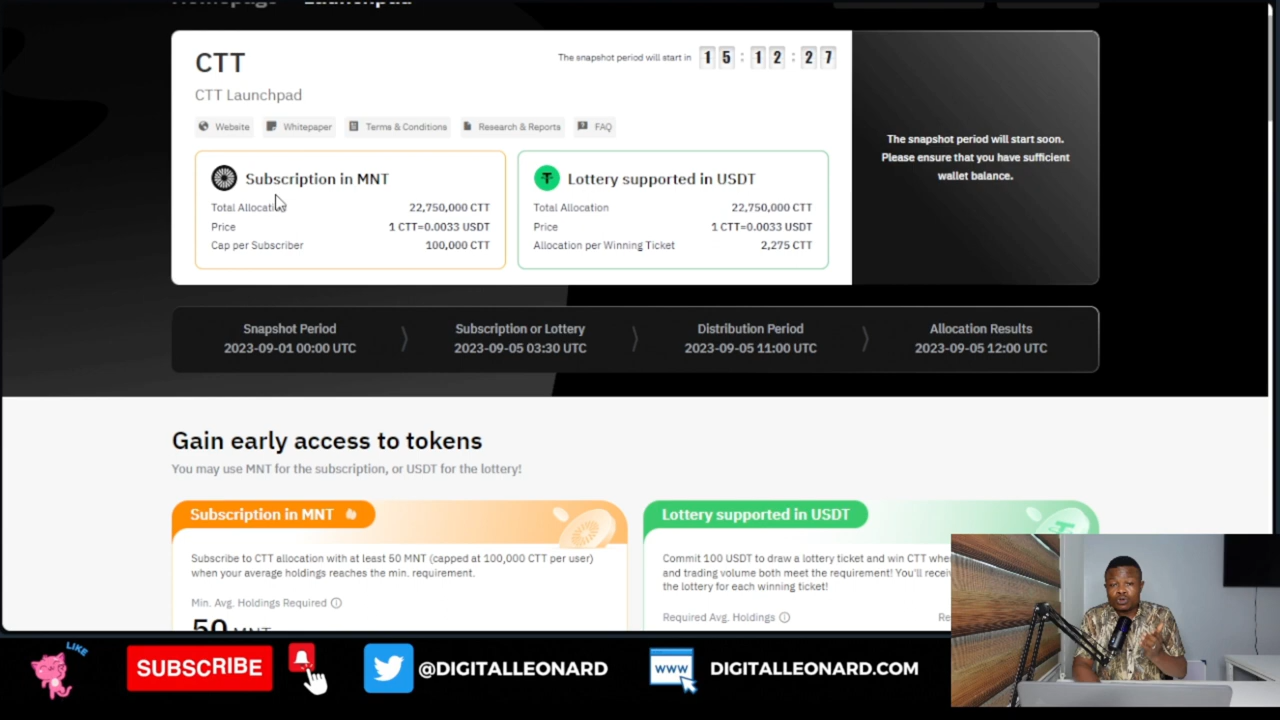 Homepage Launchpad
CTT
The snapshot period will start in 15 : 12 : 27
CTT Launchpad
Website Whitepaper Terms & Conditions Research & Reports FAQ
The snapshot period will start soon.
Please ensure that you have sufficient
wallet balance.
Subscription in MNT
Total Allocation 22,750,000 CTT
Price 1 CTT=0.0033 USDT
Cap per Subscriber 100,000 CTT
Lottery supported in USDT
Total Allocation 22,750,000 CTT
Price 1 CTT=0.0033 USDT
Allocation per Winning Ticket 2,275 CTT
Snapshot Period
2023-09-01 00:00 UTC
Subscription or Lottery
2023-09-05 03:30 UTC
Distribution Period
2023-09-05 11:00 UTC
Allocation Results
2023-09-05 12:00 UTC
Gain early access to tokens
You may use MNT for the subscription, or USDT for the lottery!
Subscription in MNT
Subscribe to CTT allocation with at least 50 MNT (capped at 100,000 CTT per user)
when your average holdings reaches the min. requirement.
Min. Avg. Holdings Required
50 MNT
Lottery supported in USDT
Commit 100 USDT to draw a lottery ticket and win CTT
and trading volume both meet the requirement! You'll
the lottery for each winning ticket!
Required Avg. Holdings
LIKE
SUBSCRIBE
@DIGITALLEONARD
WWW
DIGITALLEONARD.COM